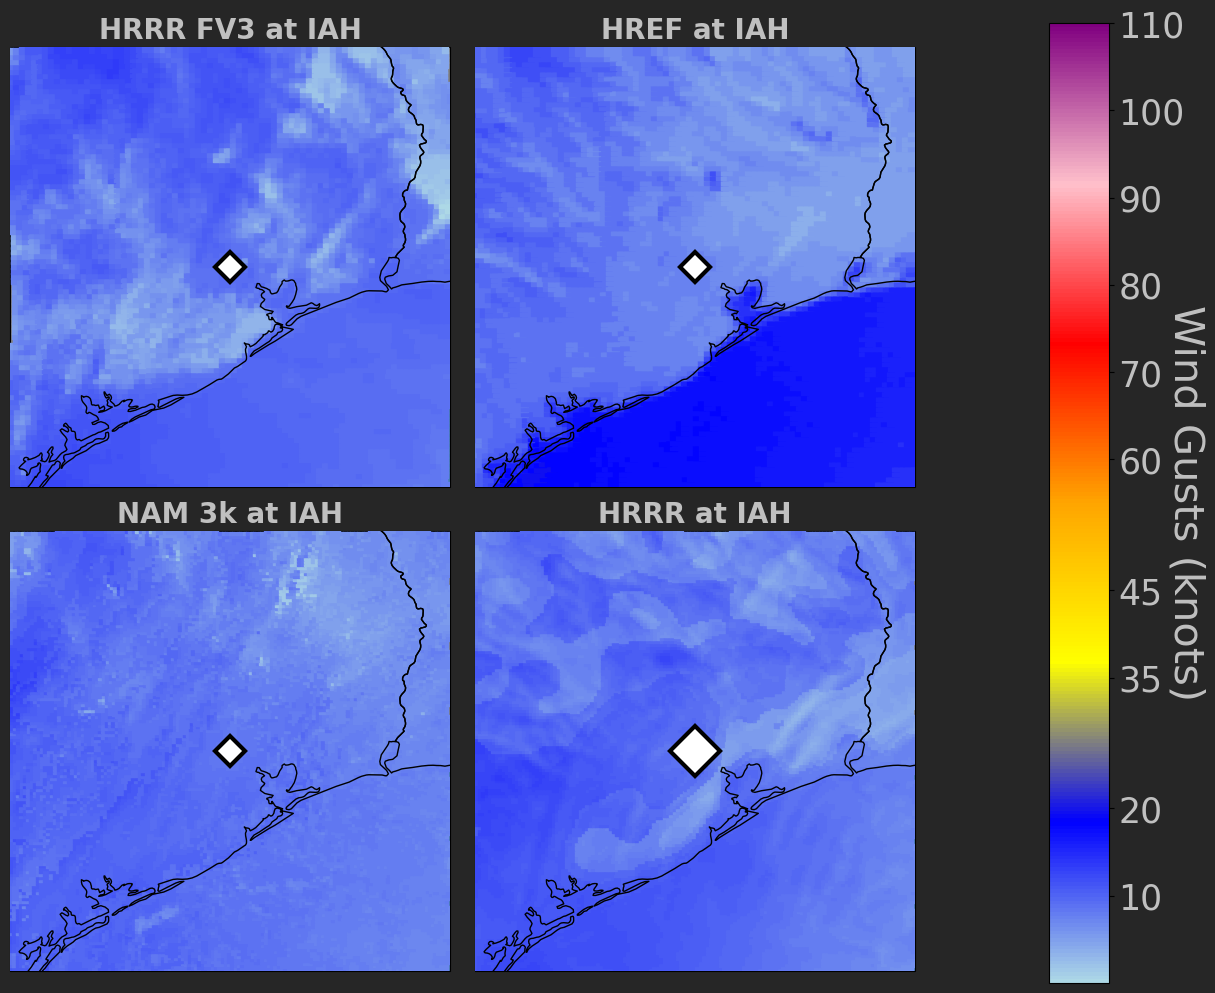 HRRR FV3 at IAH
HREF at IAH
NAM 3k at IAH
HRRR at IAH
110
100
90
80
70
60
45
35
20
10
Wind Gusts (knots)